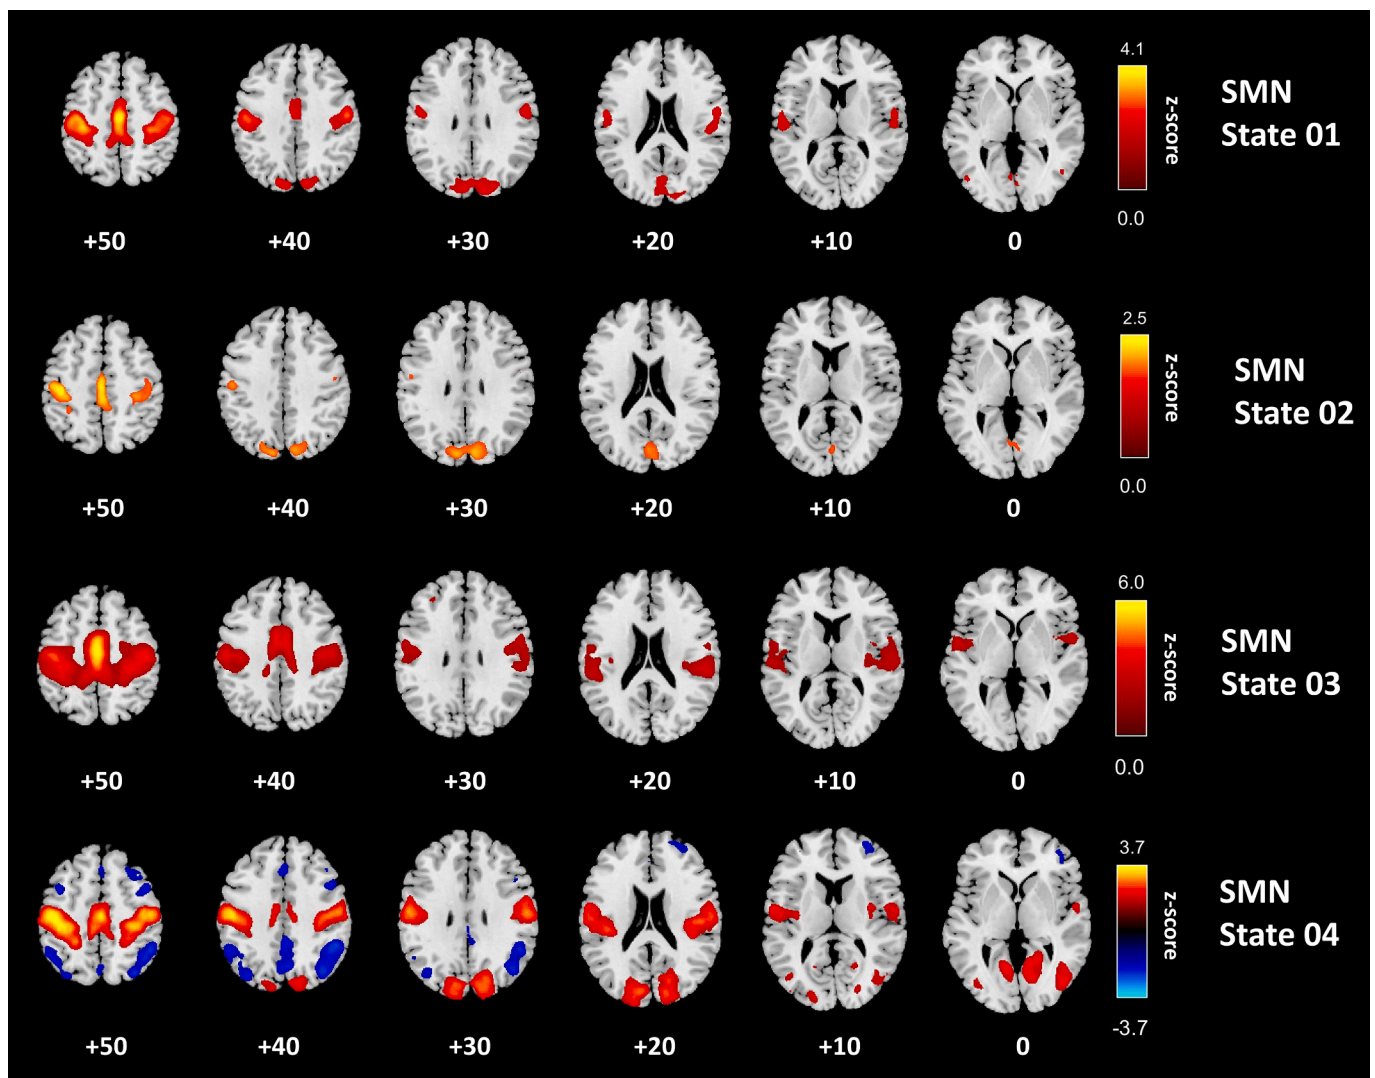 4.1
z-score
0.0
SMN
State 01
+50 +40 +30 +20 +10 0
2.5
z-score
0.0
SMN
State 02
+50 +40 +30 +20 +10 0
6.0
z-score
0.0
SMN
State 03
+50 +40 +30 +20 +10 0
3.7
z-score
-3.7
SMN
State 04
+50 +40 +30 +20 +10 0